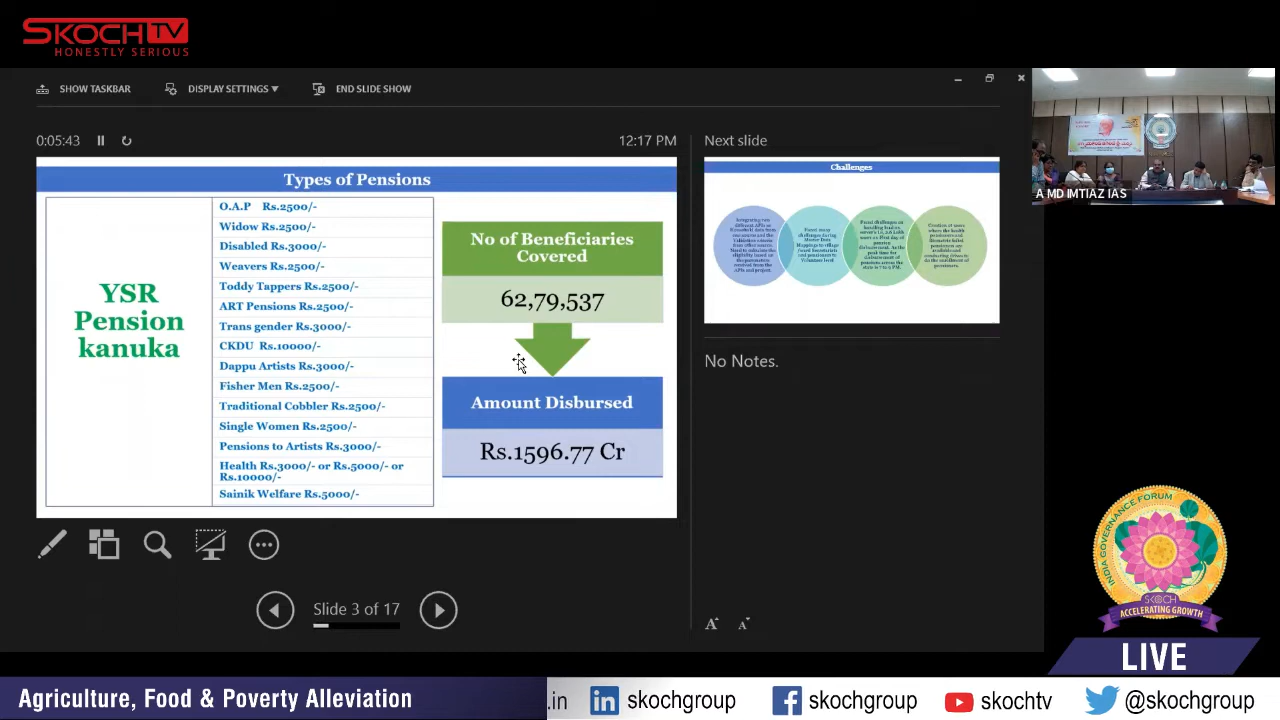 SKOCH TV
HONESTLY SERIOUS
SHOW TASKBAR
DISPLAY SETTINGS
END SLIDE SHOW
0:05:43
12:17 PM
Types of Pensions
YSR
Pension
kanuka
O.A.P Rs.2500/-
Widow Rs.2500/-
Disabled Rs.3000/-
Weavers Rs.2500/-
Toddy Tappers Rs.2500/-
ART Pensions Rs.2500/-
Trans gender Rs.3000/-
CKDU Rs.10000/-
Dappu Artists Rs.3000/-
Fisher Men Rs.2500/-
Traditional Cobbler Rs.2500/-
Single Women Rs.2500/-
Pensions to Artists Rs.3000/-
Health Rs.3000/- or Rs.5000/- or
Rs.10000/-
Sainik Welfare Rs.5000/-
No of Beneficiaries
Covered
62,79,537
Amount Disbursed
Rs.1596.77 Cr
Slide 3 of 17
Next slide
Challenges
No Notes.
A A
A MD IMTIAZ IAS
INDIA GOVERNANCE FORUM
SKOCH
ACCELERATING GROWTH
LIVE
Agriculture, Food & Poverty Alleviation
.in
skochgroup
skochgroup
skochtv
@skochgroup